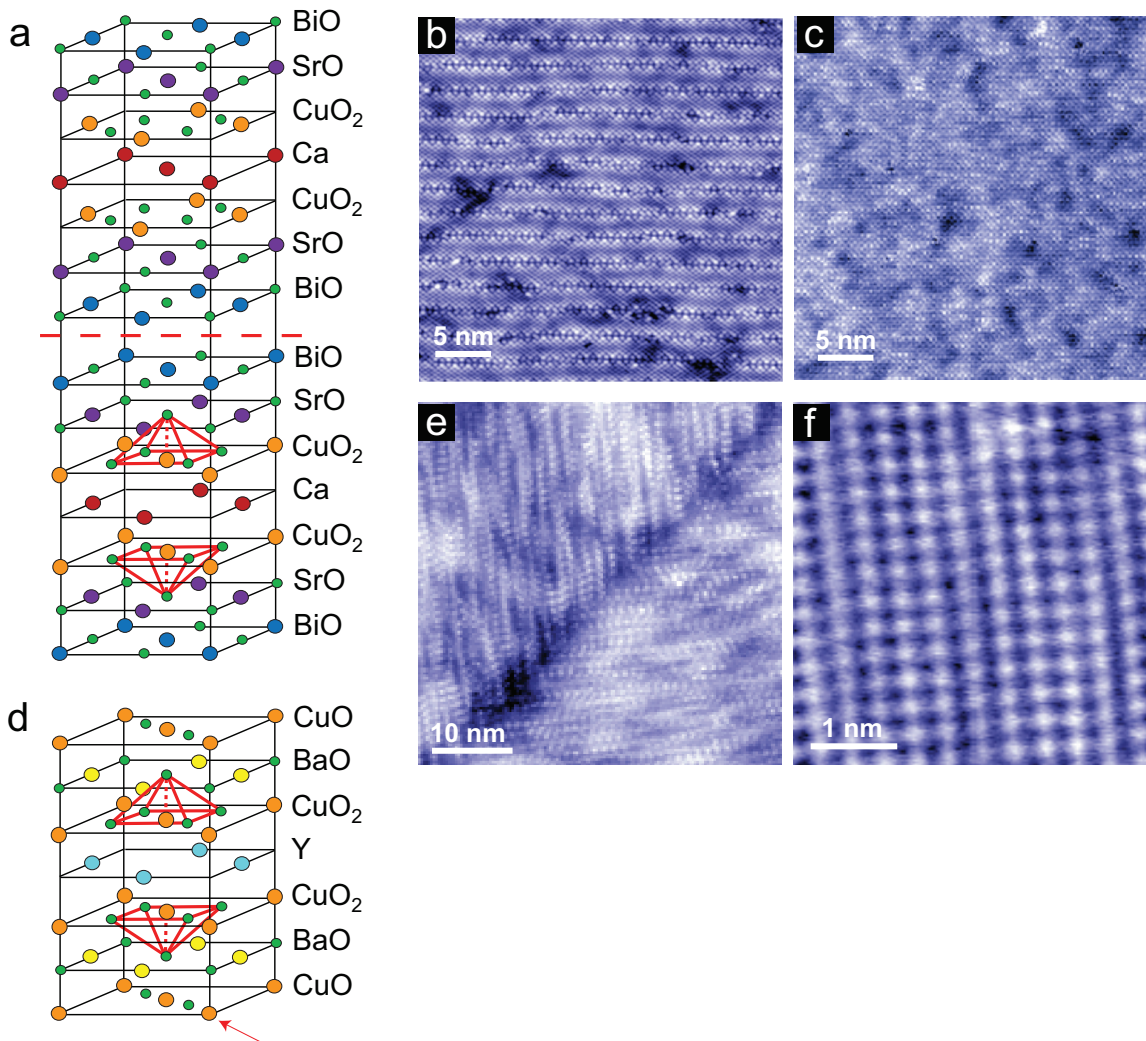 a
BiO
SrO
CuO₂
Ca
CuO₂
SrO
BiO
BiO
SrO
CuO₂
Ca
CuO₂
SrO
BiO
b
5 nm
c
5 nm
d
CuO
BaO
CuO₂
Y
CuO₂
BaO
CuO
e
10 nm
f
1 nm